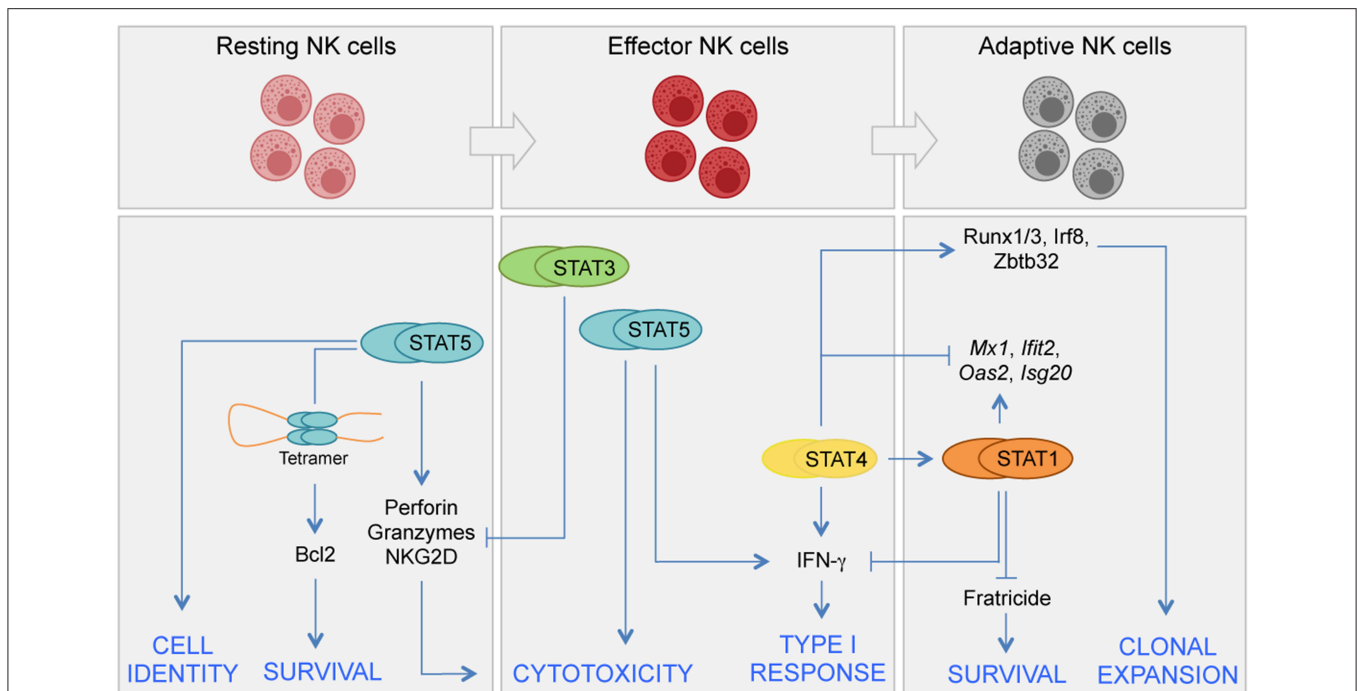 Resting NK cells
Effector NK cells
Adaptive NK cells
STAT5
Tetramer
Bcl2
Perforin
Granzymes
NKG2D
CELL
IDENTITY
SURVIVAL
STAT3
STAT5
CYTOTOXICITY
STAT4
IFN-γ
TYPE I
RESPONSE
Runx1/3, Irf8,
Zbtb32
Mx1, Ifit2,
Oas2, Isg20
STAT1
Fratricide
SURVIVAL
CLONAL
EXPANSION